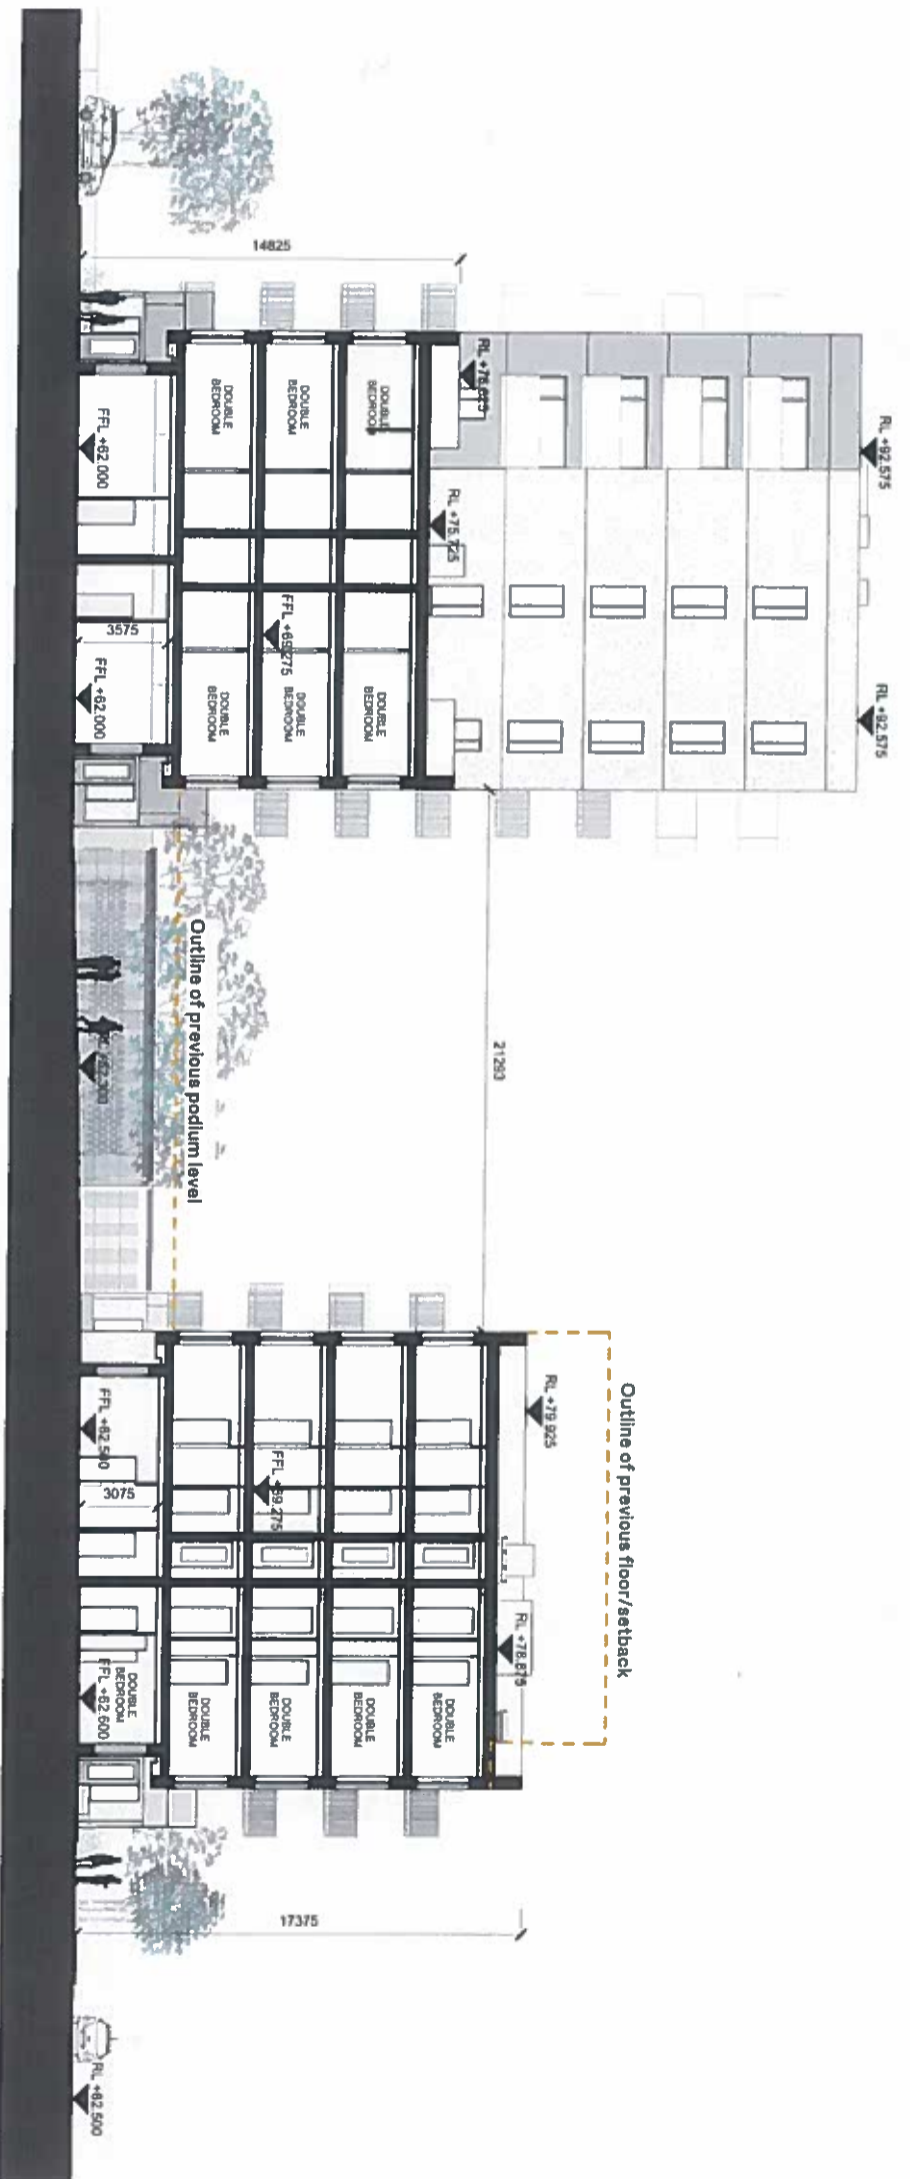 14825
RL +92.575
RL +92.575
RL +75.725
DOUBLE
BEDROOM
DOUBLE
BEDROOM
DOUBLE
BEDROOM
FFL +62.000
3575
FFL +62.000
DOUBLE
BEDROOM
DOUBLE
BEDROOM
DOUBLE
BEDROOM
21293
Outline of previous podium level
Outline of previous floor/setback
RL +79.925
RL +78.875
FFL +69.275
FFL +62.500
3075
DOUBLE
BEDROOM
DOUBLE
BEDROOM
DOUBLE
BEDROOM
DOUBLE
BEDROOM
DOUBLE
BEDROOM
17375
RL +62.500